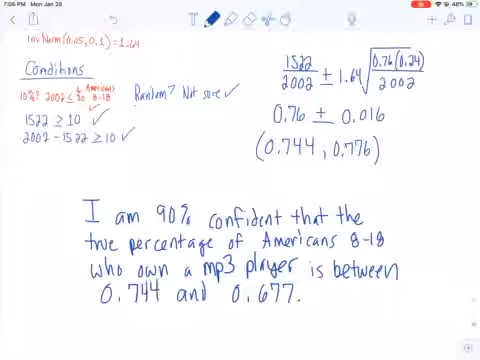 7:06 PM Mon Jan 28
48%
InvNorm(0.05,0,1)=1.64
Conditions
10%? 2002 ≤ 1/10 Americans 8-18 ✓
Random? Not sure ✓
1522 ≥ 10 ✓
2002 - 1522 ≥ 10 ✓
1522/2002 ± 1.64 √(0.76(0.24)/2002)
0.76 ± 0.016
(0.744, 0.776)
I am 90% confident that the
true percentage of Americans 8-18
who own a mp3 player is between
0.744 and 0.677.